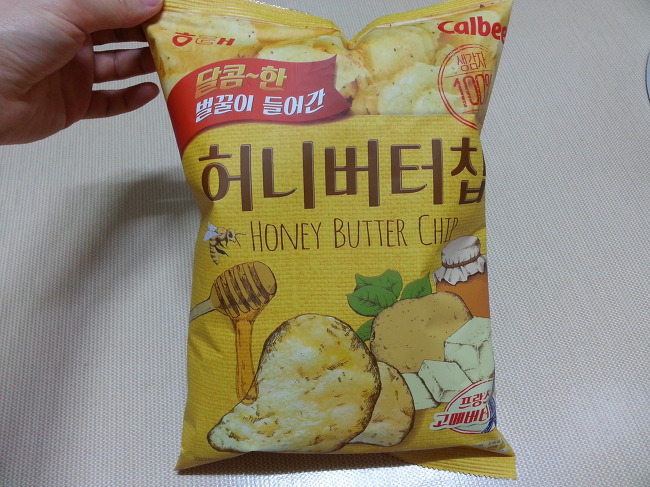 해태
Calbee
달콤~한
벌꿀이 들어간
생감자
100%
허니버터칩
HONEY BUTTER CHIP
프랑스
고메버터